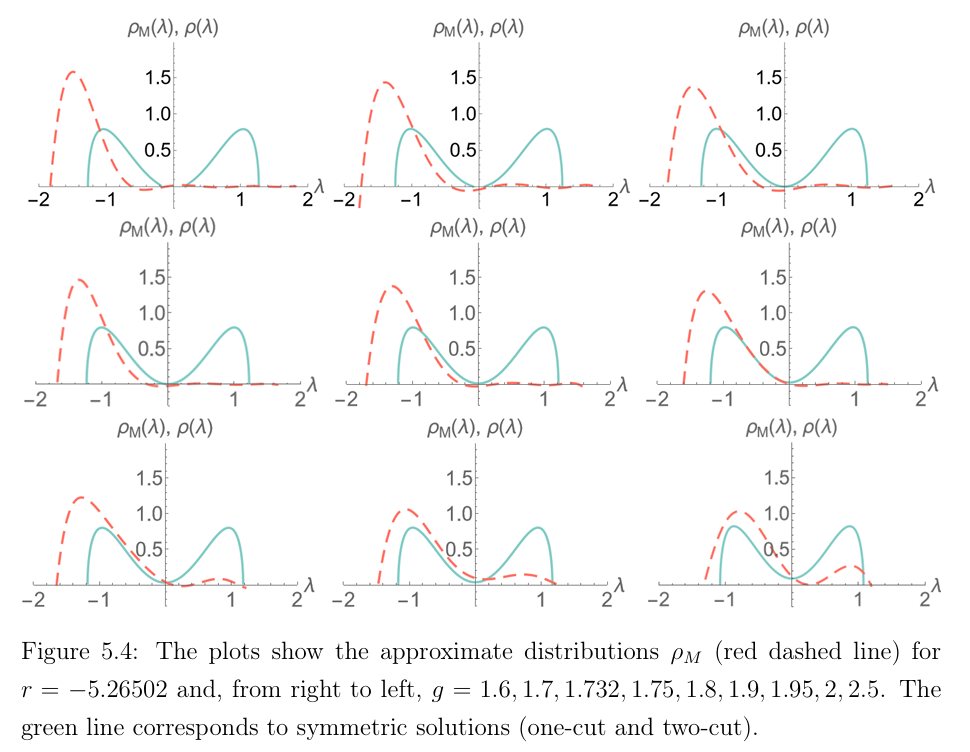 ρM(λ), ρ(λ) ρM(λ), ρ(λ) ρM(λ), ρ(λ)
1.5 1.5 1.5
1.0 1.0 1.0
0.5 0.5 0.5
−2 −1 1 λ −2 −1 1 λ −2 −1 1 2 λ
ρM(λ), ρ(λ) ρM(λ), ρ(λ) ρM(λ), ρ(λ)
1.5 1.5 1.5
1.0 1.0 1.0
0.5 0.5 0.5
−2 −1 1 2 λ −2 −1 1 2 λ −2 −1 1 2 λ
ρM(λ), ρ(λ) ρM(λ), ρ(λ) ρM(λ), ρ(λ)
1.5 1.5 1.5
1.0 1.0 1.0
0.5 0.5 0.5
−2 −1 1 2 λ −2 −1 1 2 λ −2 −1 1 2 λ
Figure 5.4: The plots show the approximate distributions ρM (red dashed line) for
r = −5.26502 and, from right to left, g = 1.6, 1.7, 1.732, 1.75, 1.8, 1.9, 1.95, 2, 2.5. The
green line corresponds to symmetric solutions (one-cut and two-cut).